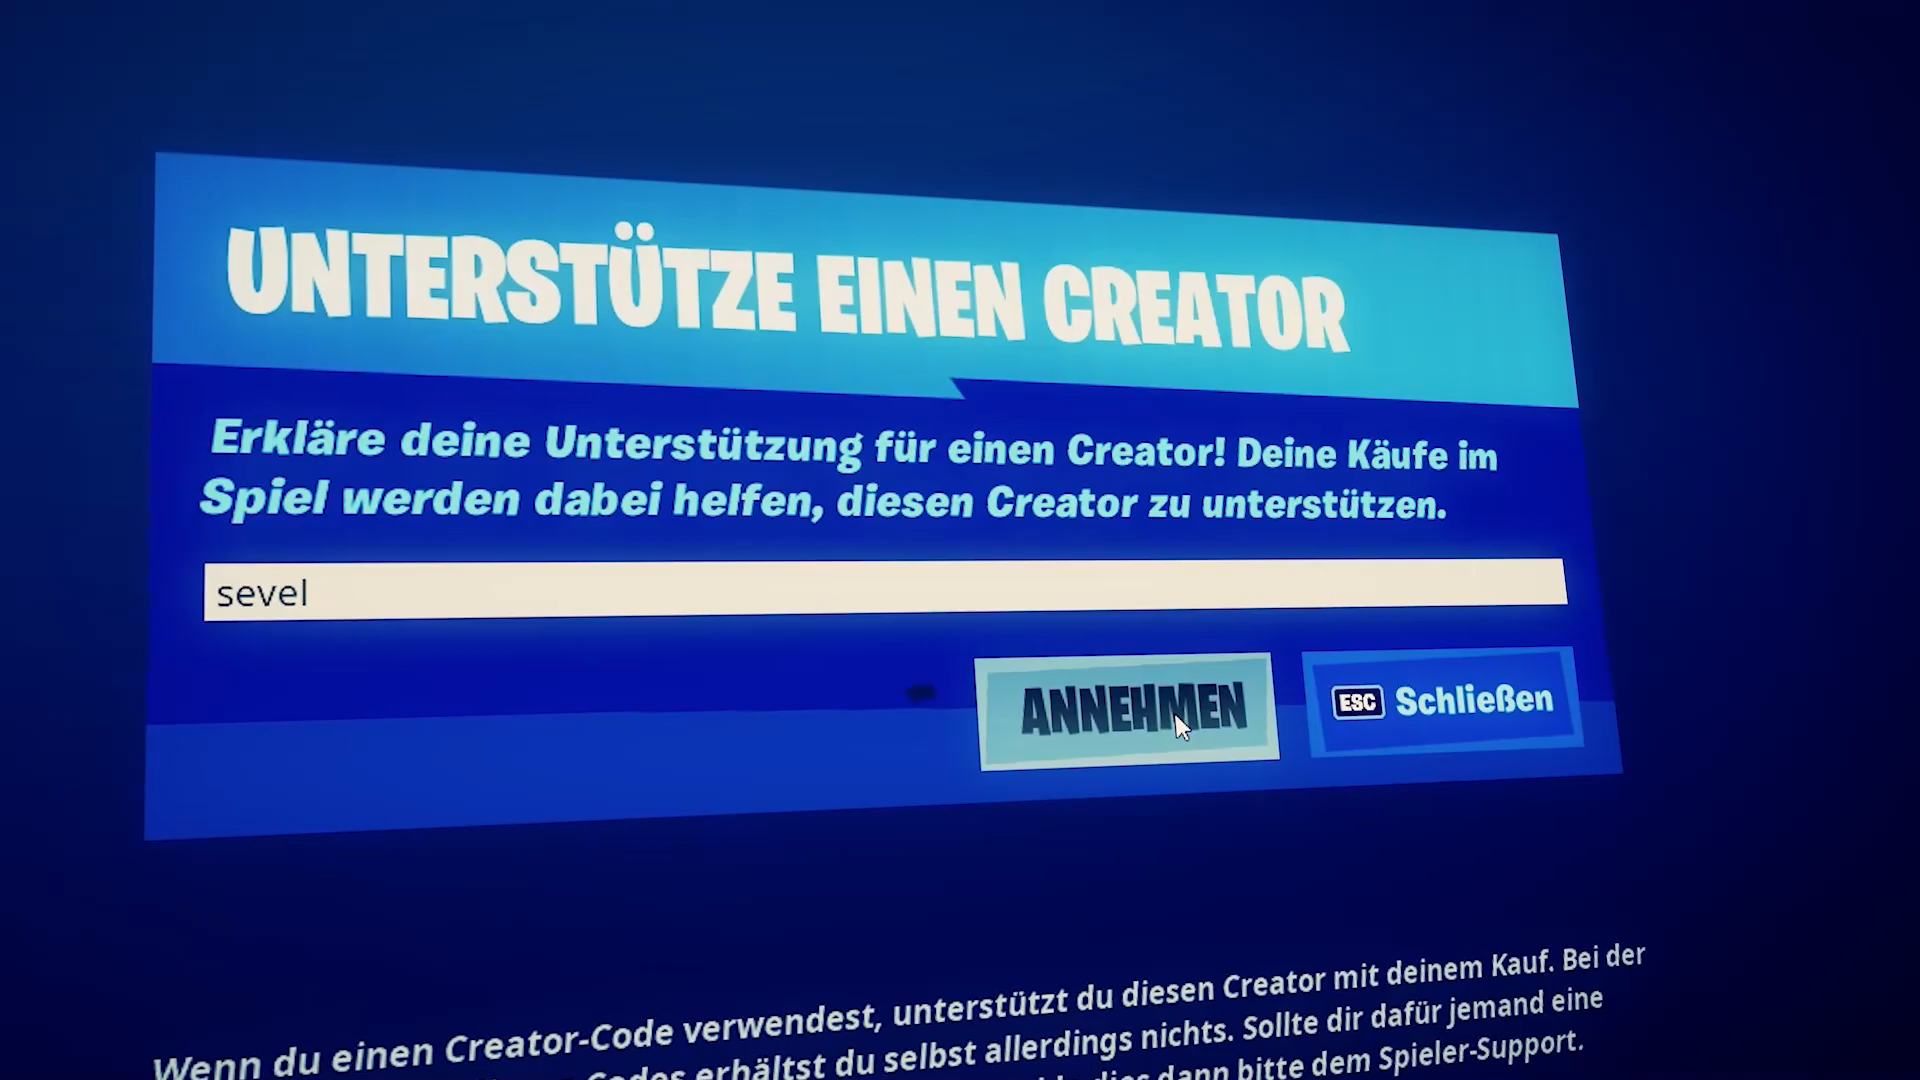 UNTERSTÜTZE EINEN CREATOR
Erkläre deine Unterstützung für einen Creator! Deine Käufe im
Spiel werden dabei helfen, diesen Creator zu unterstützen.
sevel
ANNEHMEN
ESC Schließen
Wenn du einen Creator-Code verwendest, unterstützt du diesen Creator mit deinem Kauf. Bei der
Codes erhältst du selbst allerdings nichts. Sollte dir dafür jemand eine
dies dann bitte dem Spieler-Support.